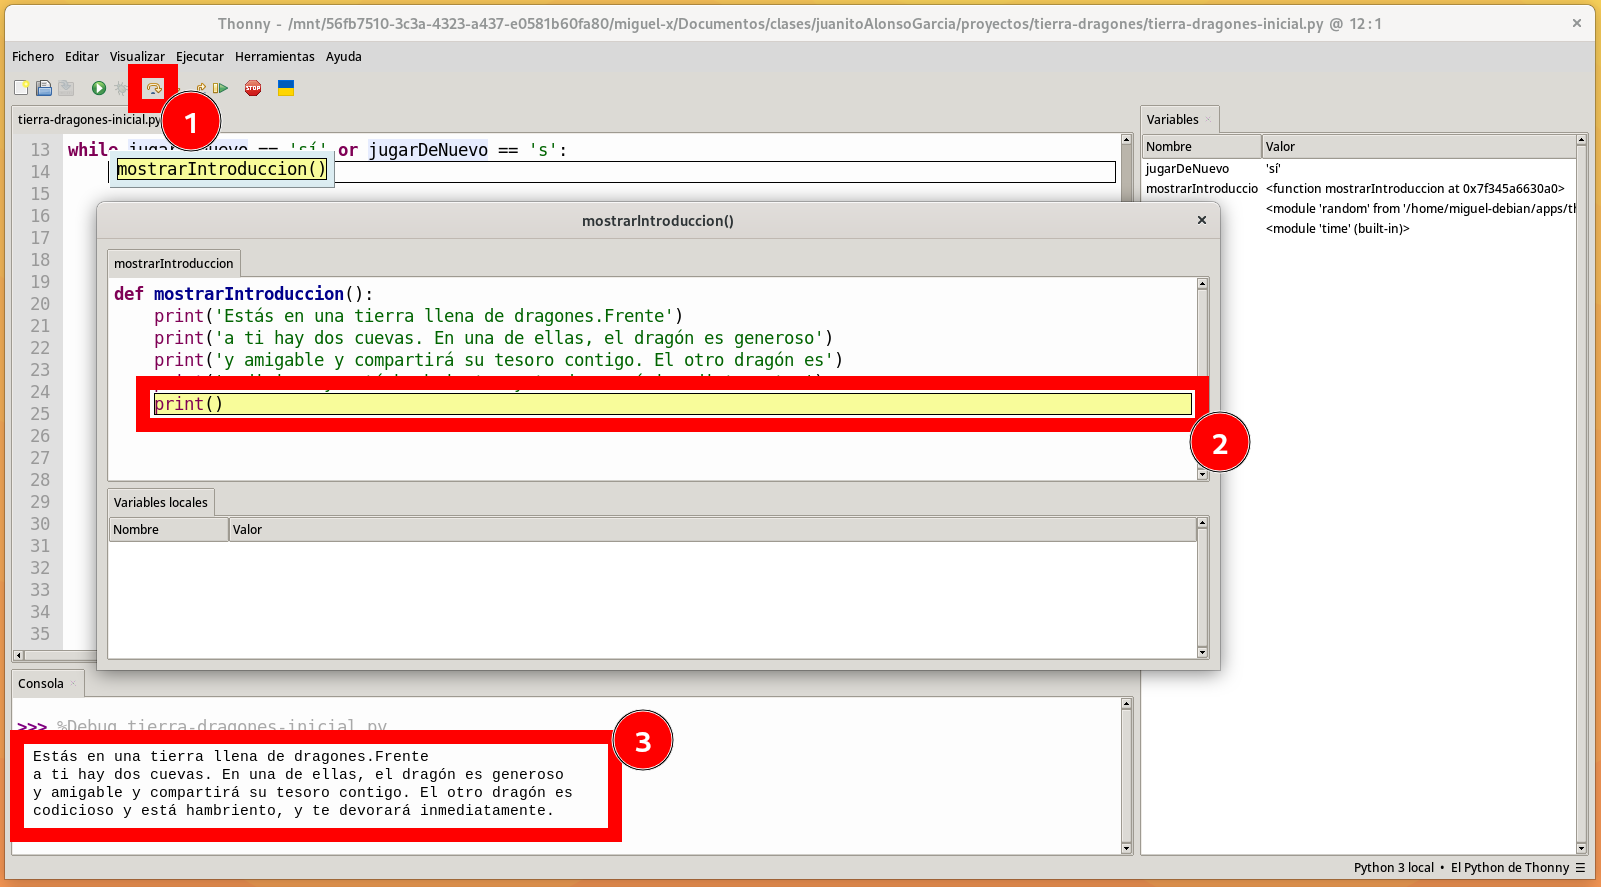 Thonny - /mnt/56fb7510-3c3a-4323-a437-e0581b60fa80/miguel-x/Documentos/clases/juanitoAlonsoGarcia/proyectos/tierra-dragones/tierra-dragones-inicial.py @ 12:1
Fichero Editar Visualizar Ejecutar Herramientas Ayuda
STOP
1
tierra-dragones-inicial.py
13 while jugarDeNuevo == 'sí' or jugarDeNuevo == 's':
14 mostrarIntroduccion()
15
16
17
18
19
20
21
22
23
24
25
26
27
28
29
30
31
32
33
34
35
mostrarIntroduccion()
mostrarIntroduccion
def mostrarIntroduccion():
print('Estás en una tierra llena de dragones.Frente')
print('a ti hay dos cuevas. En una de ellas, el dragón es generoso')
print('y amigable y compartirá su tesoro contigo. El otro dragón es')
print()
2
Variables locales
Nombre Valor
Variables
Nombre Valor
jugarDeNuevo 'sí'
mostrarIntroduccio <function mostrarIntroduccion at 0x7f345a6630a0>
<module 'random' from '/home/miguel-debian/apps/th
<module 'time' (built-in)>
Consola
>>> %Debug tierra-dragones-inicial.py
3
Estás en una tierra llena de dragones.Frente
a ti hay dos cuevas. En una de ellas, el dragón es generoso
y amigable y compartirá su tesoro contigo. El otro dragón es
codicioso y está hambriento, y te devorará inmediatamente.
Python 3 local • El Python de Thonny ☰